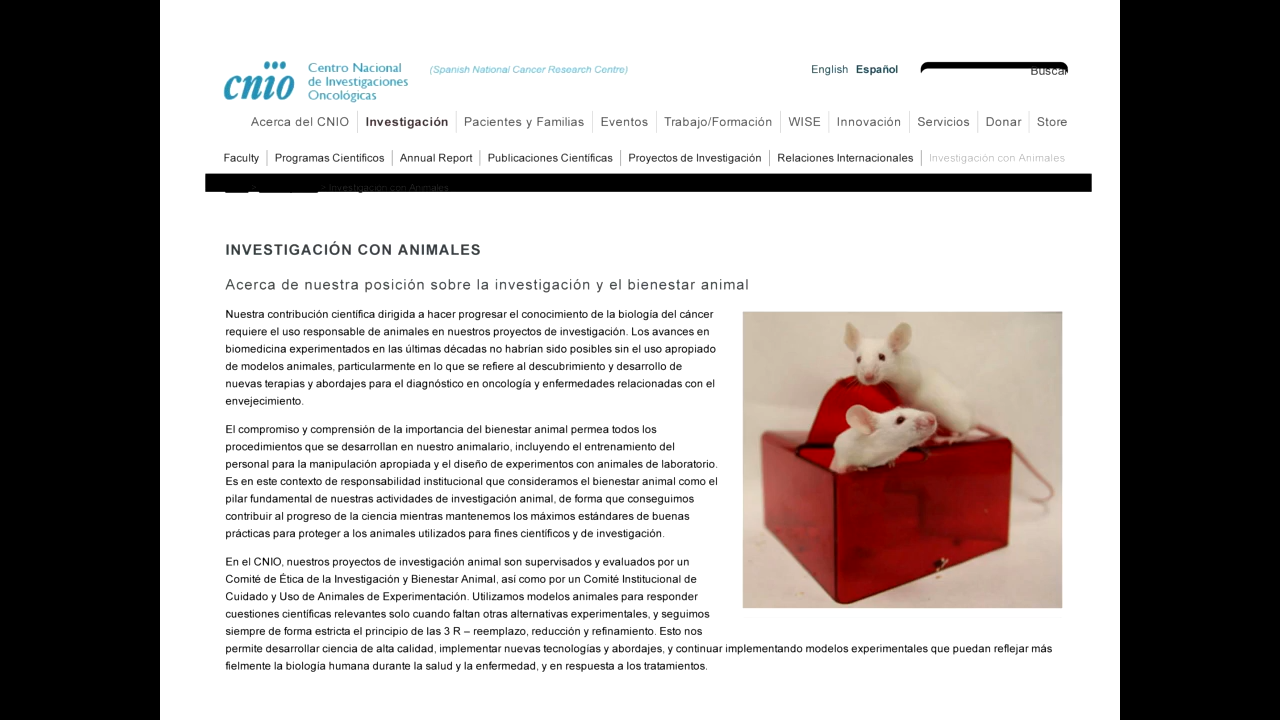 cnio
Centro Nacional
de Investigaciones
Oncológicas
(Spanish National Cancer Research Centre)
English Español
Buscar
Acerca del CNIO Investigación Pacientes y Familias Eventos Trabajo/Formación WISE Innovación Servicios Donar Store
Faculty Programas Científicos Annual Report Publicaciones Científicas Proyectos de Investigación Relaciones Internacionales Investigación con Animales
Investigación con Animales
INVESTIGACIÓN CON ANIMALES
Acerca de nuestra posición sobre la investigación y el bienestar animal
Nuestra contribución científica dirigida a hacer progresar el conocimiento de la biología del cáncer
requiere el uso responsable de animales en nuestros proyectos de investigación. Los avances en
biomedicina experimentados en las últimas décadas no habrían sido posibles sin el uso apropiado
de modelos animales, particularmente en lo que se refiere al descubrimiento y desarrollo de
nuevas terapias y abordajes para el diagnóstico en oncología y enfermedades relacionadas con el
envejecimiento.
El compromiso y comprensión de la importancia del bienestar animal permea todos los
procedimientos que se desarrollan en nuestro animalario, incluyendo el entrenamiento del
personal para la manipulación apropiada y el diseño de experimentos con animales de laboratorio.
Es en este contexto de responsabilidad institucional que consideramos el bienestar animal como el
pilar fundamental de nuestras actividades de investigación animal, de forma que conseguimos
contribuir al progreso de la ciencia mientras mantenemos los máximos estándares de buenas
prácticas para proteger a los animales utilizados para fines científicos y de investigación.
En el CNIO, nuestros proyectos de investigación animal son supervisados y evaluados por un
Comité de Ética de la Investigación y Bienestar Animal, así como por un Comité Institucional de
Cuidado y Uso de Animales de Experimentación. Utilizamos modelos animales para responder
cuestiones científicas relevantes solo cuando faltan otras alternativas experimentales, y seguimos
siempre de forma estricta el principio de las 3 R – reemplazo, reducción y refinamiento. Esto nos
permite desarrollar ciencia de alta calidad, implementar nuevas tecnologías y abordajes, y continuar implementando modelos experimentales que puedan reflejar más
fielmente la biología humana durante la salud y la enfermedad, y en respuesta a los tratamientos.